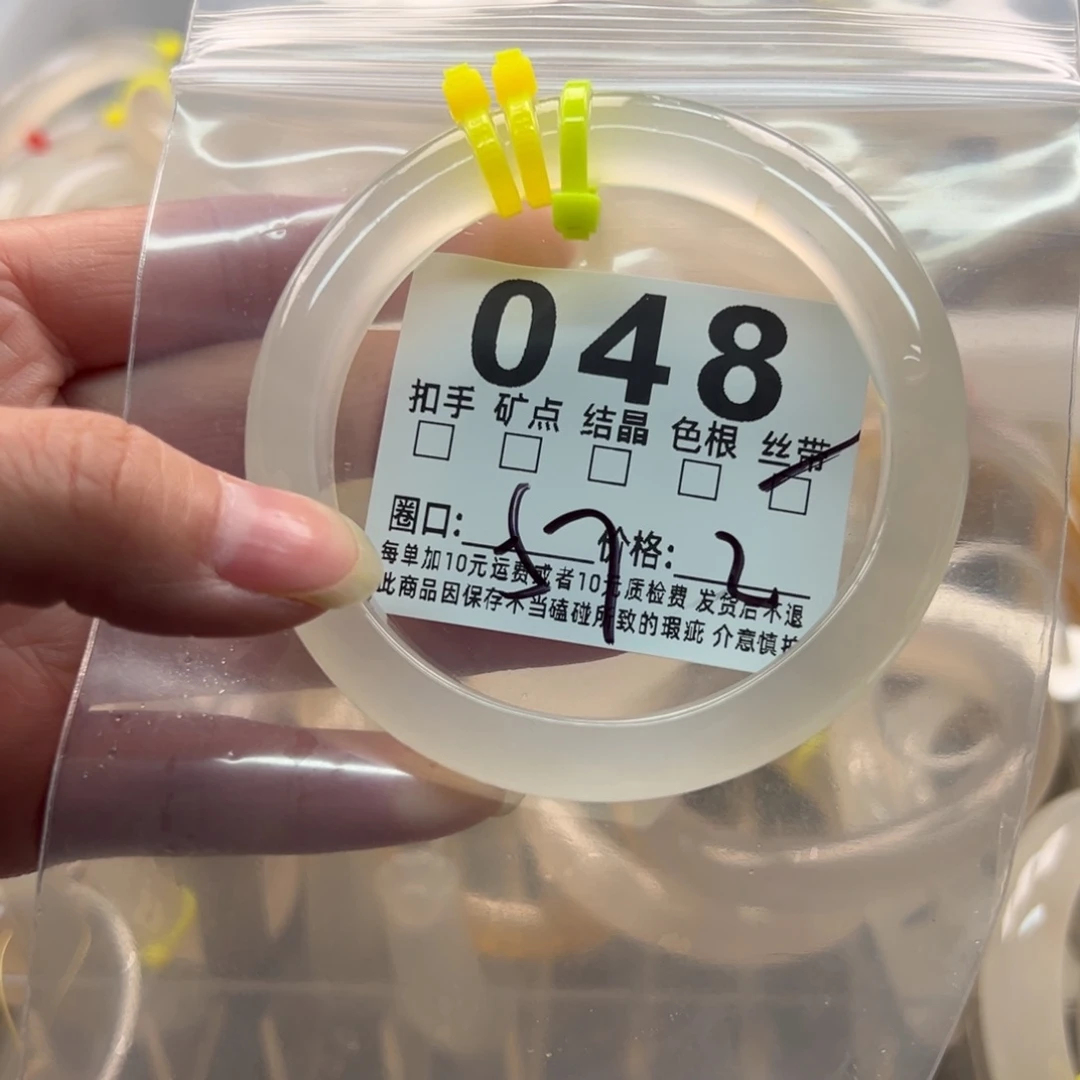 048
扣手 矿点 结晶 色根 丝带
圈口: 57 价格: 2
每单加10元运费或者10元质检费 发货后不退
此商品因保存不当磕碰所致的瑕疵 介意慎拍